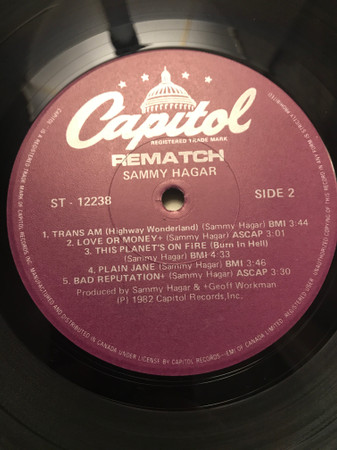 Capitol
REGISTERED TRADE MARK
REMATCH
SAMMY HAGAR
ST - 12238
SIDE 2
1. TRANS AM (Highway Wonderland) (Sammy Hagar) BMI 3:44
2. LOVE OR MONEY+ (Sammy Hagar) ASCAP 3:01
3. THIS PLANET'S ON FIRE (Burn In Hell)
(Sammy Hagar) BMI 4:33
4. PLAIN JANE (Sammy Hagar) BMI 3:46
5. BAD REPUTATION+ (Sammy Hagar) ASCAP 3:30
Produced by Sammy Hagar & +Geoff Workman
(P) 1982 Capitol Records, Inc.
MANUFACTURED AND DISTRIBUTED IN CANADA UNDER LICENSE BY CAPITOL RECORDS-EMI OF CANADA LIMITED.